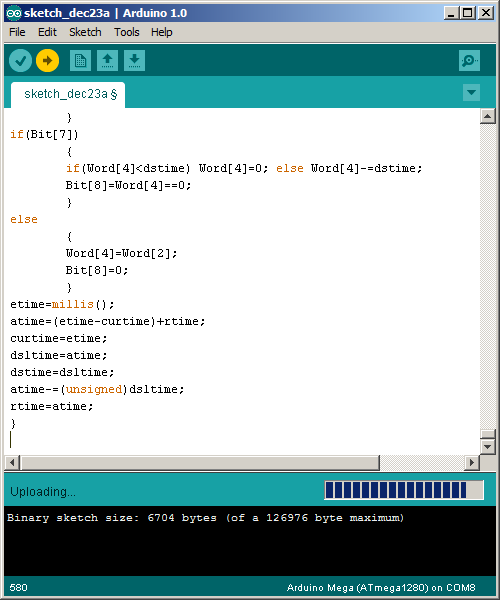 sketch_dec23a | Arduino 1.0
File Edit Sketch Tools Help
sketch_dec23a §
}
if(Bit[7])
{
if(Word[4]<dstime) Word[4]=0; else Word[4]-=dstime;
Bit[8]=Word[4]==0;
}
else
{
Word[4]=Word[2];
Bit[8]=0;
}
etime=millis();
atime=(etime-curtime)+rtime;
curtime=etime;
dsltime=atime;
dstime=dsltime;
atime-=(unsigned)dsltime;
rtime=atime;
}
Uploading...
Binary sketch size: 6704 bytes (of a 126976 byte maximum)
580 Arduino Mega (ATmega1280) on COM8